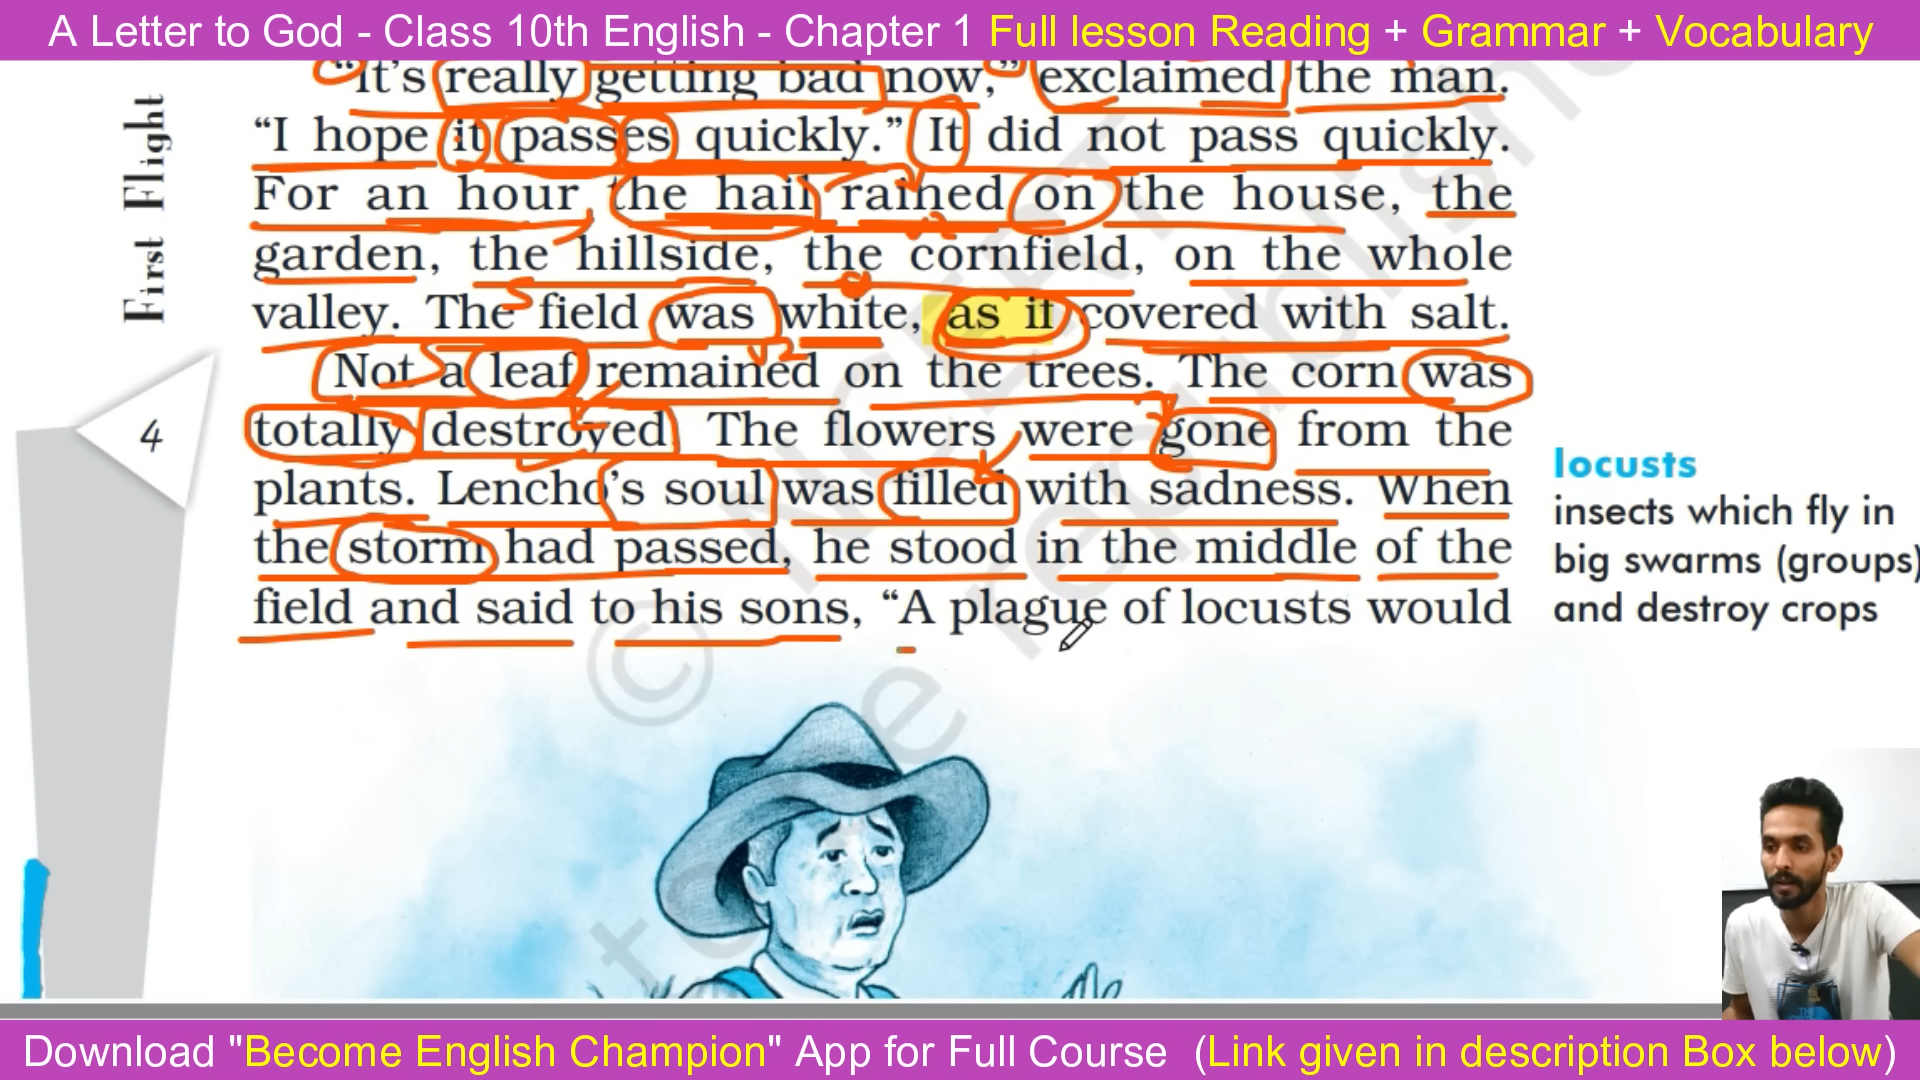 A Letter to God - Class 10th English - Chapter 1 Full lesson Reading + Grammar + Vocabulary
First Flight
4
"It's really getting bad now," exclaimed the man.
"I hope it passes quickly." It did not pass quickly.
For an hour the hail rained on the house, the
garden, the hillside, the cornfield, on the whole
valley. The field was white, as if covered with salt.
Not a leaf remained on the trees. The corn was
totally destroyed. The flowers were gone from the
plants. Lencho's soul was filled with sadness. When
the storm had passed, he stood in the middle of the
field and said to his sons, "A plague of locusts would
locusts
insects which fly in
big swarms (groups)
and destroy crops
Download "Become English Champion" App for Full Course (Link given in description Box below)